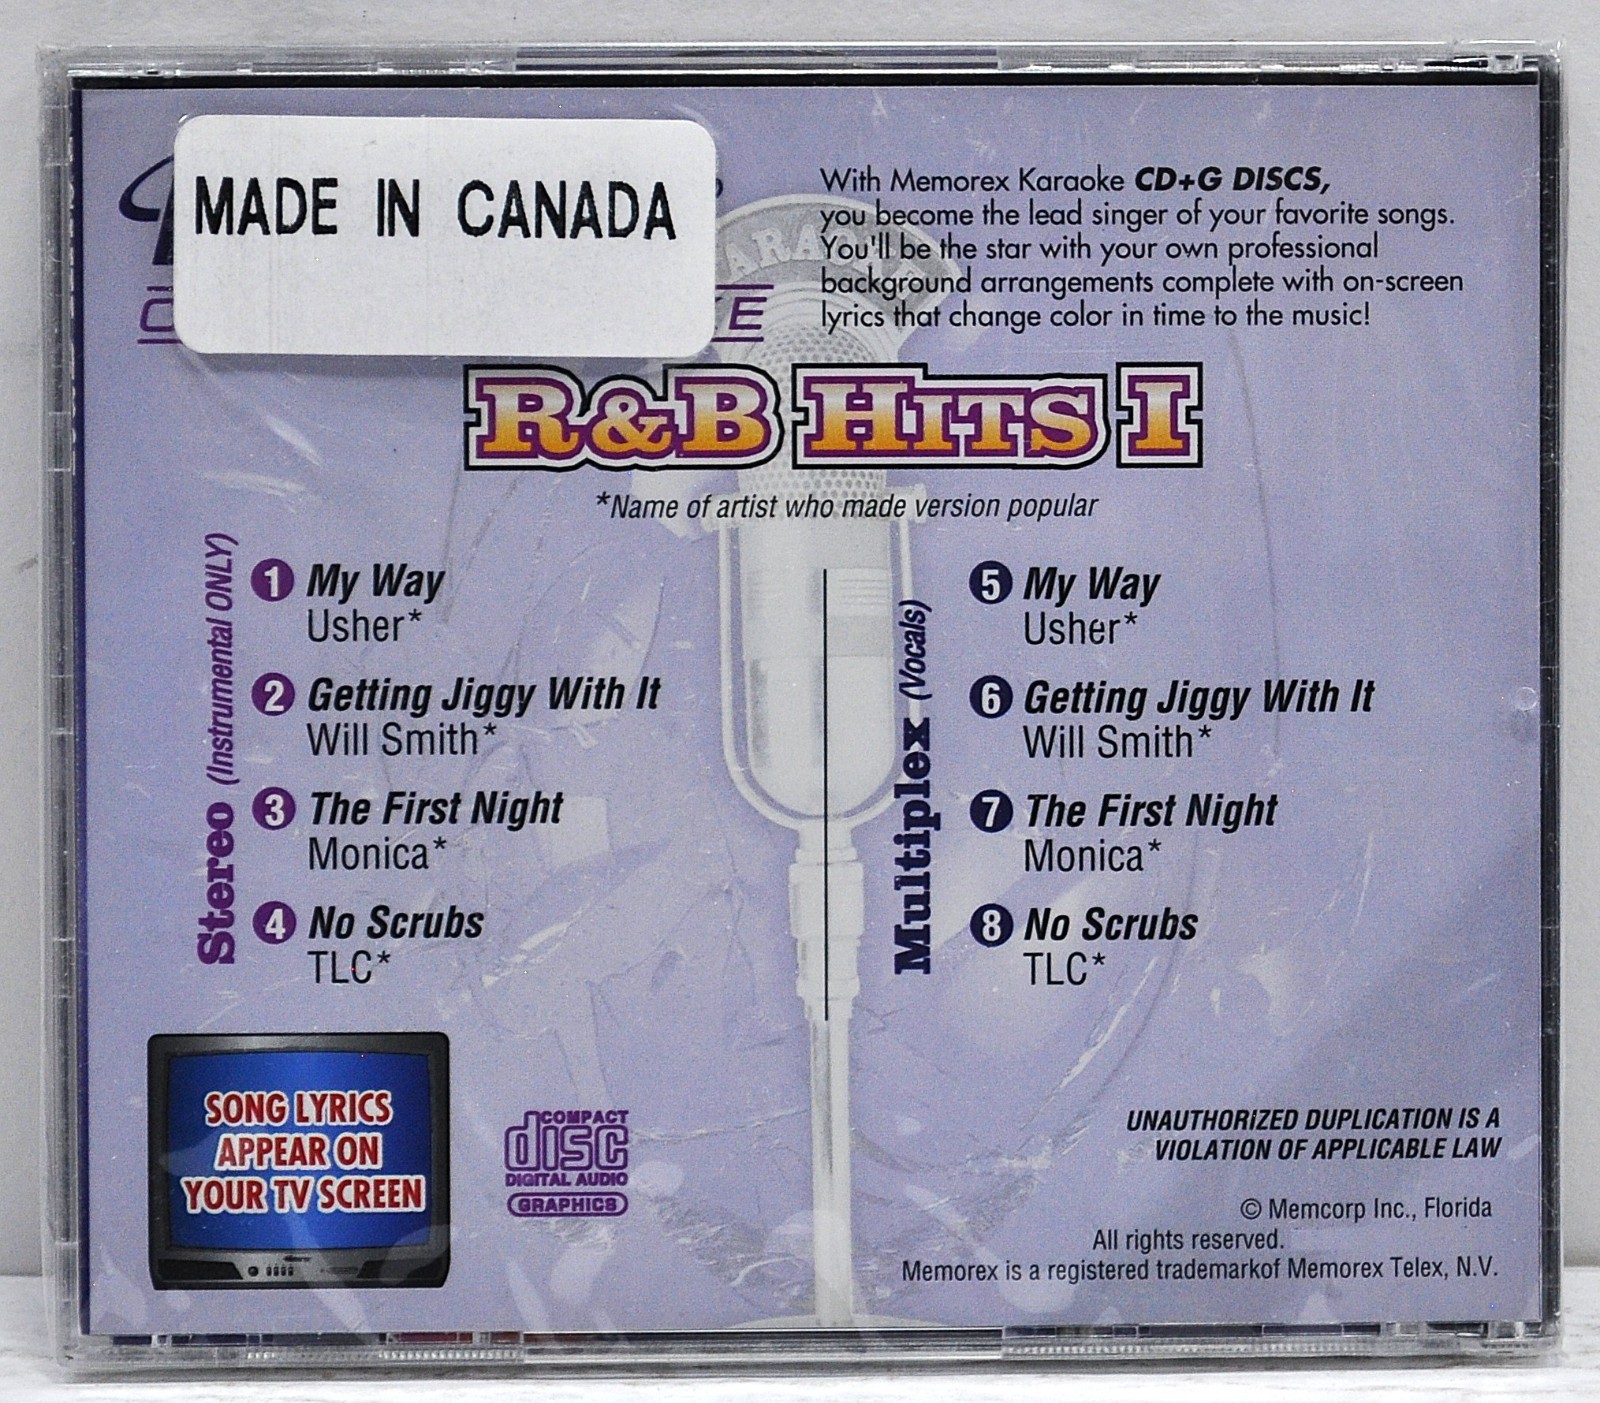 MADE IN CANADA
With Memorex Karaoke CD+G DISCS,
you become the lead singer of your favorite songs.
You'll be the star with your own professional
background arrangements complete with on-screen
lyrics that change color in time to the music!
KARAOKE
R&B HITS I
*Name of artist who made version popular
Stereo (Instrumental ONLY)
1 My Way
Usher*
2 Getting Jiggy With It
Will Smith*
3 The First Night
Monica*
4 No Scrubs
TLC*
Multiplex (Vocals)
5 My Way
Usher*
6 Getting Jiggy With It
Will Smith*
7 The First Night
Monica*
8 No Scrubs
TLC*
SONG LYRICS
APPEAR ON
YOUR TV SCREEN
COMPACT
disc
DIGITAL AUDIO
GRAPHICS
UNAUTHORIZED DUPLICATION IS A
VIOLATION OF APPLICABLE LAW
© Memcorp Inc., Florida
All rights reserved.
Memorex is a registered trademarkof Memorex Telex, N.V.